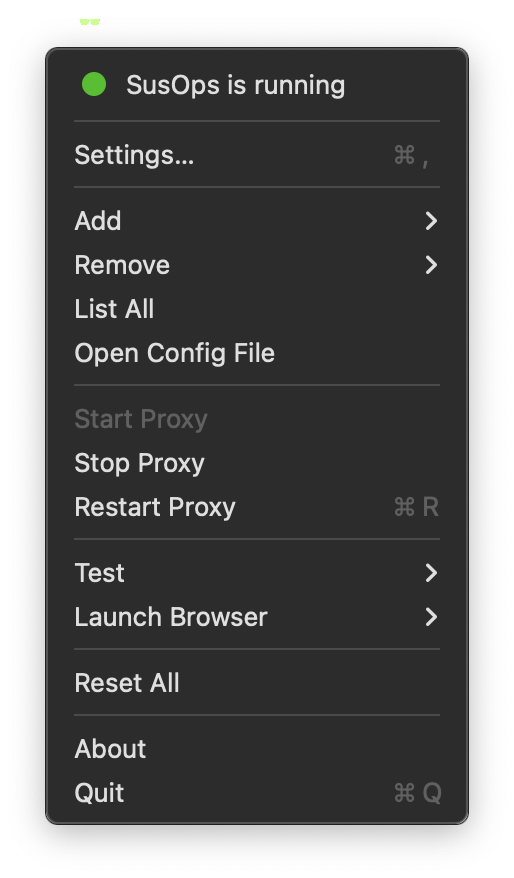 SusOps is running
Settings... ⌘ ,
Add
Remove
List All
Open Config File
Start Proxy
Stop Proxy
Restart Proxy ⌘ R
Test
Launch Browser
Reset All
About
Quit ⌘ Q